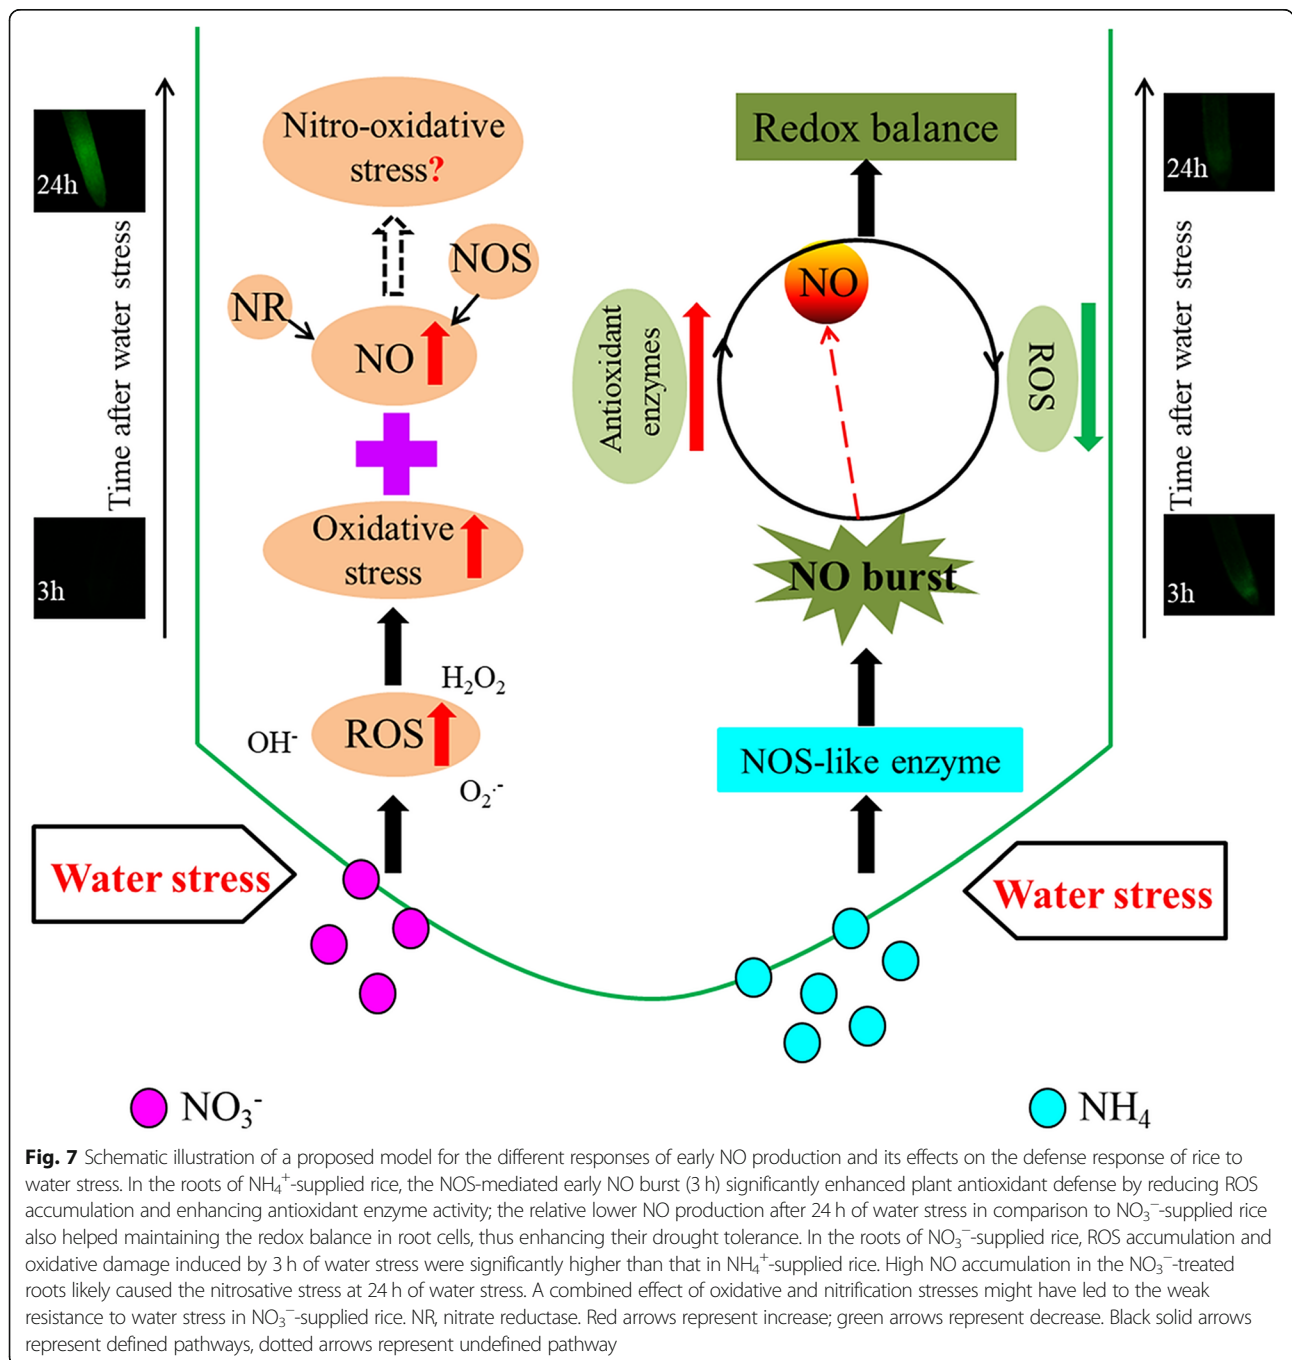 Nitro-oxidative
stress?
NOS
NR
NO
Oxidative
stress
H₂O₂
ROS
OH⁻
O₂·⁻
24h
Time after water stress
3h
Water stress
NO₃⁻
Redox balance
NO
Antioxidant
enzymes
ROS
NO burst
NOS-like enzyme
24h
Time after water stress
3h
Water stress
NH₄
Fig. 7 Schematic illustration of a proposed model for the different responses of early NO production and its effects on the defense response of rice to
water stress. In the roots of NH₄⁺-supplied rice, the NOS-mediated early NO burst (3 h) significantly enhanced plant antioxidant defense by reducing ROS
accumulation and enhancing antioxidant enzyme activity; the relative lower NO production after 24 h of water stress in comparison to NO₃⁻-supplied rice
also helped maintaining the redox balance in root cells, thus enhancing their drought tolerance. In the roots of NO₃⁻-supplied rice, ROS accumulation and
oxidative damage induced by 3 h of water stress were significantly higher than that in NH₄⁺-supplied rice. High NO accumulation in the NO₃⁻-treated
roots likely caused the nitrosative stress at 24 h of water stress. A combined effect of oxidative and nitrification stresses might have led to the weak
resistance to water stress in NO₃⁻-supplied rice. NR, nitrate reductase. Red arrows represent increase; green arrows represent decrease. Black solid arrows
represent defined pathways, dotted arrows represent undefined pathway